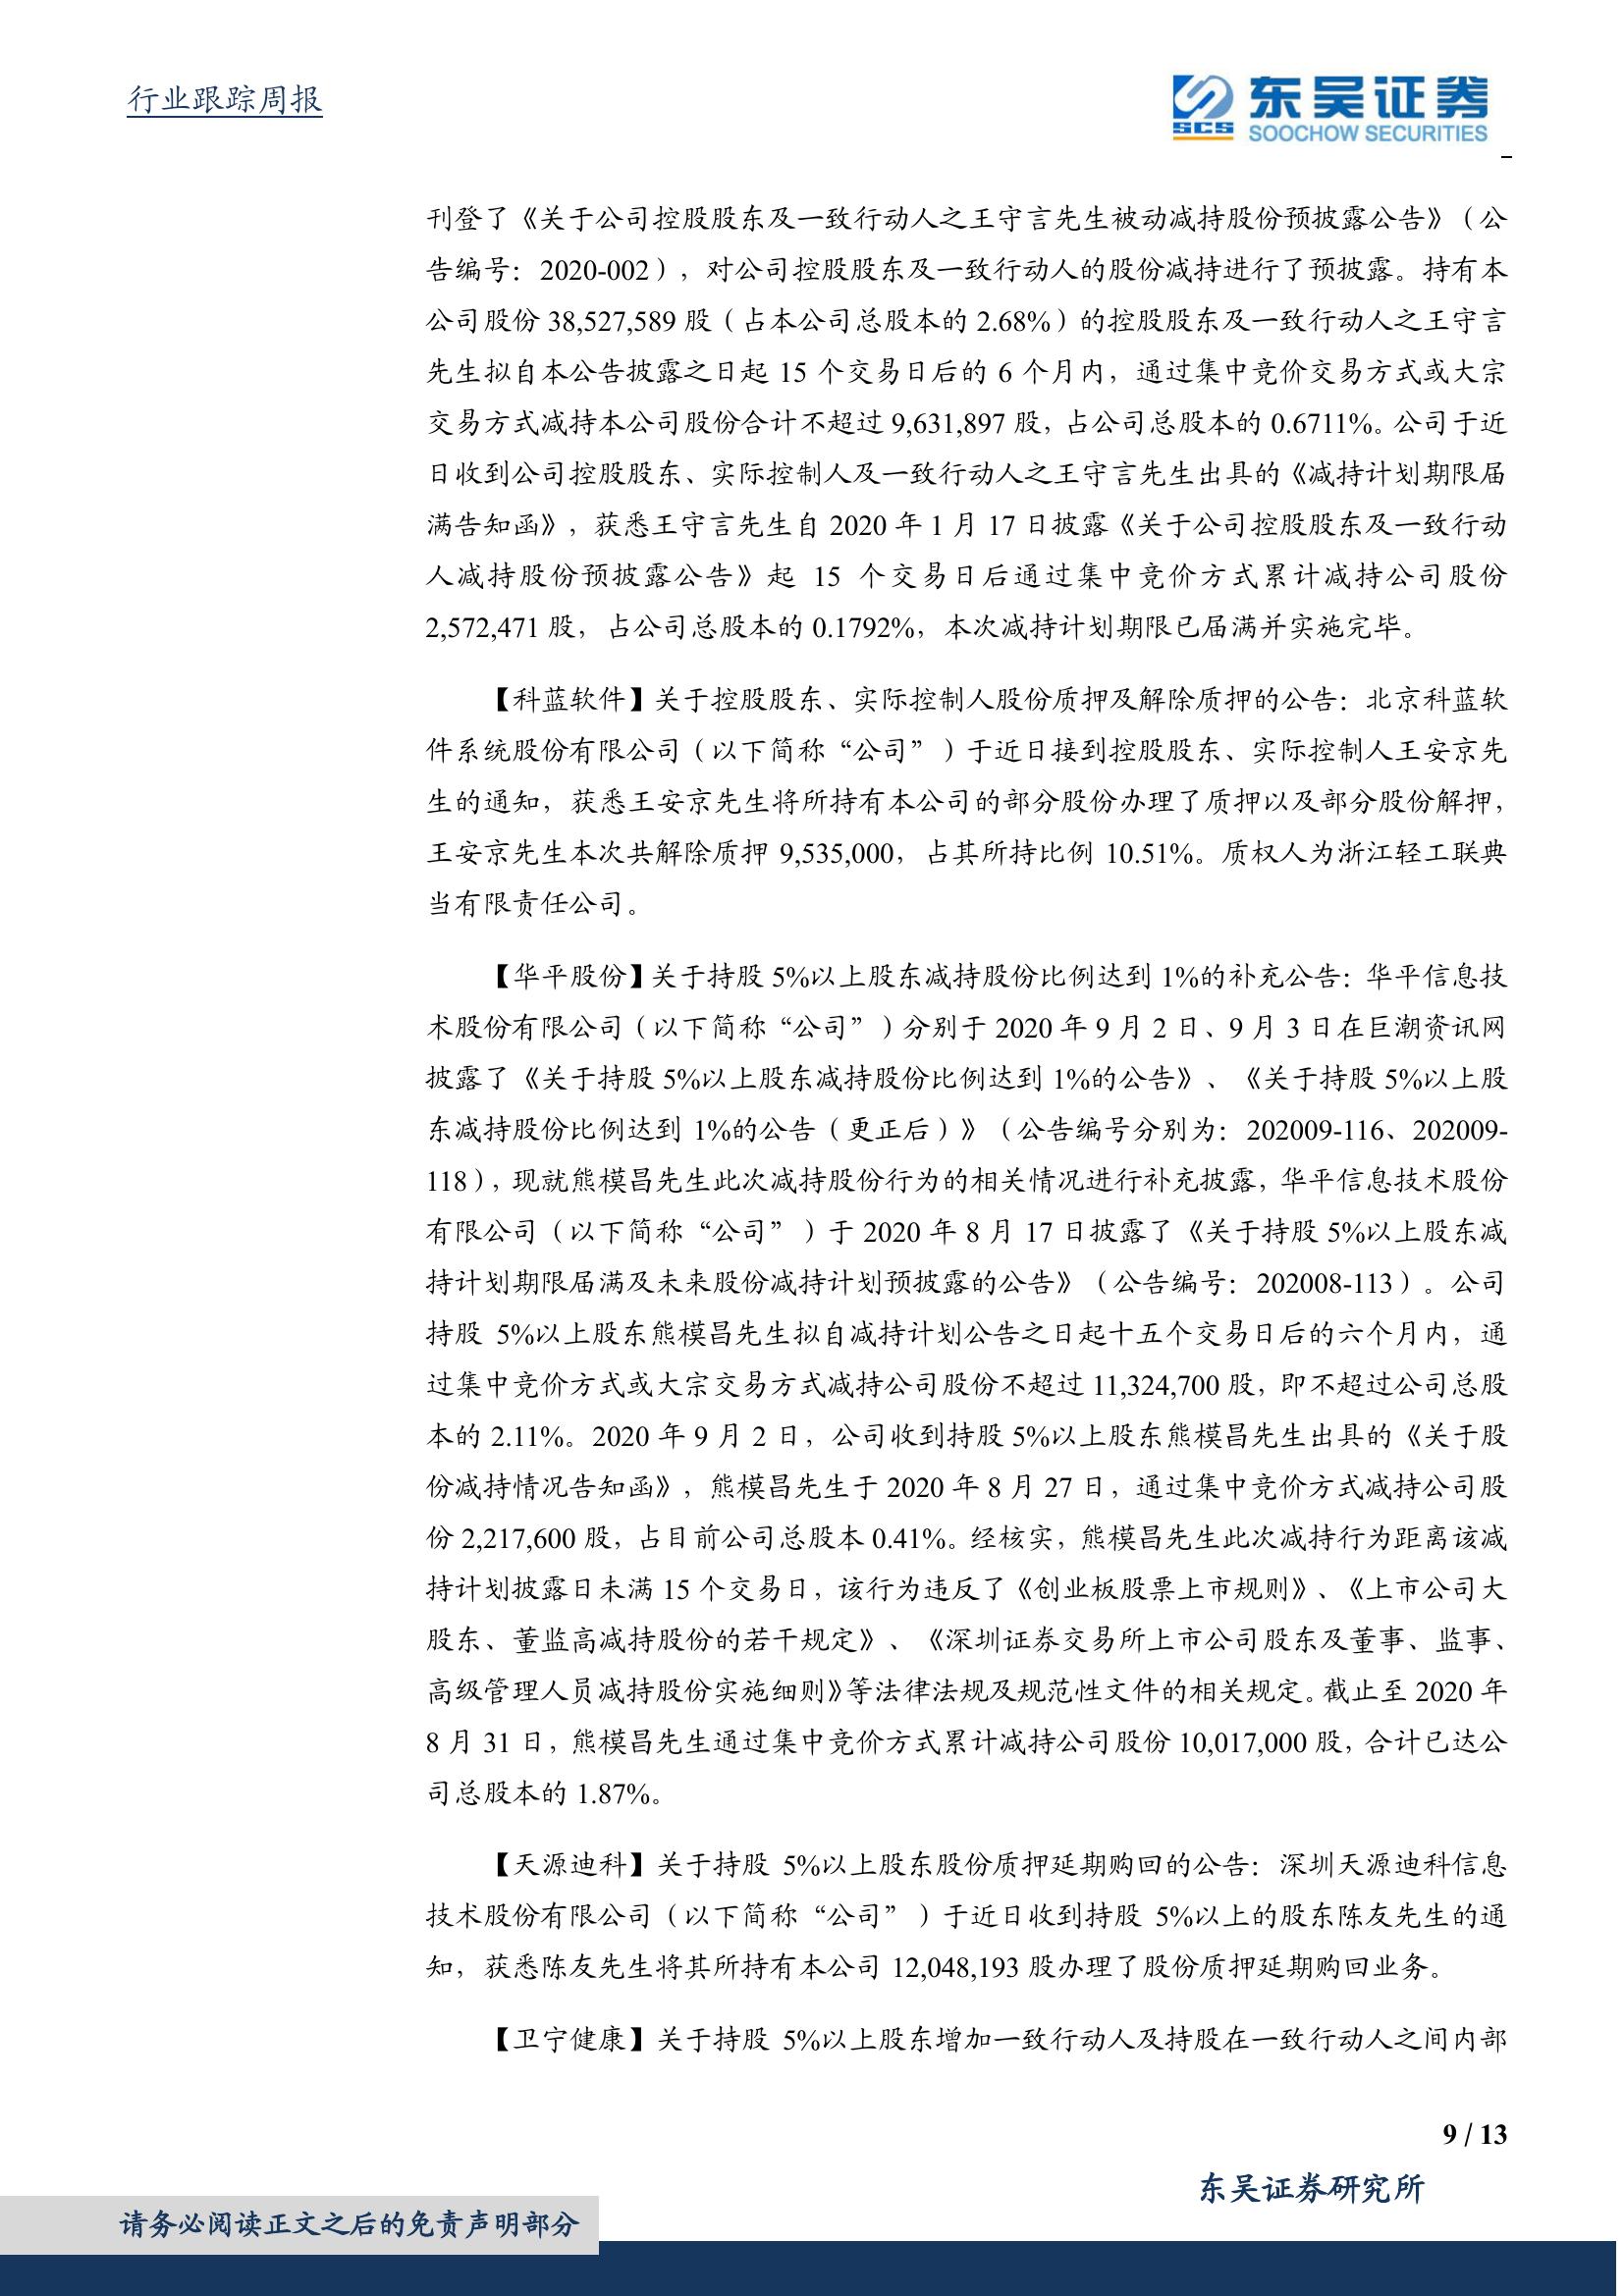 行业跟踪周报
东吴证券
SCS
SOOCHOW SECURITIES
刊登了《关于公司控股股东及一致行动人之王守言先生被动减持股份预披露公告》（公
告编号：2020-002），对公司控股股东及一致行动人的股份减持进行了预披露。持有本
公司股份 38,527,589 股（占本公司总股本的 2.68%）的控股股东及一致行动人之王守言
先生拟自本公告披露之日起 15 个交易日后的 6 个月内，通过集中竞价交易方式或大宗
交易方式减持本公司股份合计不超过 9,631,897 股，占公司总股本的 0.6711%。公司于近
日收到公司控股股东、实际控制人及一致行动人之王守言先生出具的《减持计划期限届
满告知函》，获悉王守言先生自 2020 年 1 月 17 日披露《关于公司控股股东及一致行动
人减持股份预披露公告》起 15 个交易日后通过集中竞价方式累计减持公司股份
2,572,471 股，占公司总股本的 0.1792%，本次减持计划期限已届满并实施完毕。
【科蓝软件】关于控股股东、实际控制人股份质押及解除质押的公告：北京科蓝软
件系统股份有限公司（以下简称“公司”）于近日接到控股股东、实际控制人王安京先
生的通知，获悉王安京先生将所持有本公司的部分股份办理了质押以及部分股份解押，
王安京先生本次共解除质押 9,535,000，占其所持比例 10.51%。质权人为浙江轻工联典
当有限责任公司。
【华平股份】关于持股 5%以上股东减持股份比例达到 1%的补充公告：华平信息技
术股份有限公司（以下简称“公司”）分别于 2020 年 9 月 2 日、9 月 3 日在巨潮资讯网
披露了《关于持股 5%以上股东减持股份比例达到 1%的公告》、《关于持股 5%以上股
东减持股份比例达到 1%的公告（更正后）》（公告编号分别为：202009-116、202009-
118），现就熊模昌先生此次减持股份行为的相关情况进行补充披露，华平信息技术股份
有限公司（以下简称“公司”）于 2020 年 8 月 17 日披露了《关于持股 5%以上股东减
持计划期限届满及未来股份减持计划预披露的公告》（公告编号：202008-113）。公司
持股 5%以上股东熊模昌先生拟自减持计划公告之日起十五个交易日后的六个月内，通
过集中竞价方式或大宗交易方式减持公司股份不超过 11,324,700 股，即不超过公司总股
本的 2.11%。2020 年 9 月 2 日，公司收到持股 5%以上股东熊模昌先生出具的《关于股
份减持情况告知函》，熊模昌先生于 2020 年 8 月 27 日，通过集中竞价方式减持公司股
份 2,217,600 股，占目前公司总股本 0.41%。经核实，熊模昌先生此次减持行为距离该减
持计划披露日未满 15 个交易日，该行为违反了《创业板股票上市规则》、《上市公司大
股东、董监高减持股份的若干规定》、《深圳证券交易所上市公司股东及董事、监事、
高级管理人员减持股份实施细则》等法律法规及规范性文件的相关规定。截止至 2020 年
8 月 31 日，熊模昌先生通过集中竞价方式累计减持公司股份 10,017,000 股，合计已达公
司总股本的 1.87%。
【天源迪科】关于持股 5%以上股东股份质押延期购回的公告：深圳天源迪科信息
技术股份有限公司（以下简称“公司”）于近日收到持股 5%以上的股东陈友先生的通
知，获悉陈友先生将其所持有本公司 12,048,193 股办理了股份质押延期购回业务。
【卫宁健康】关于持股 5%以上股东增加一致行动人及持股在一致行动人之间内部
9 / 13
东吴证券研究所
请务必阅读正文之后的免责声明部分